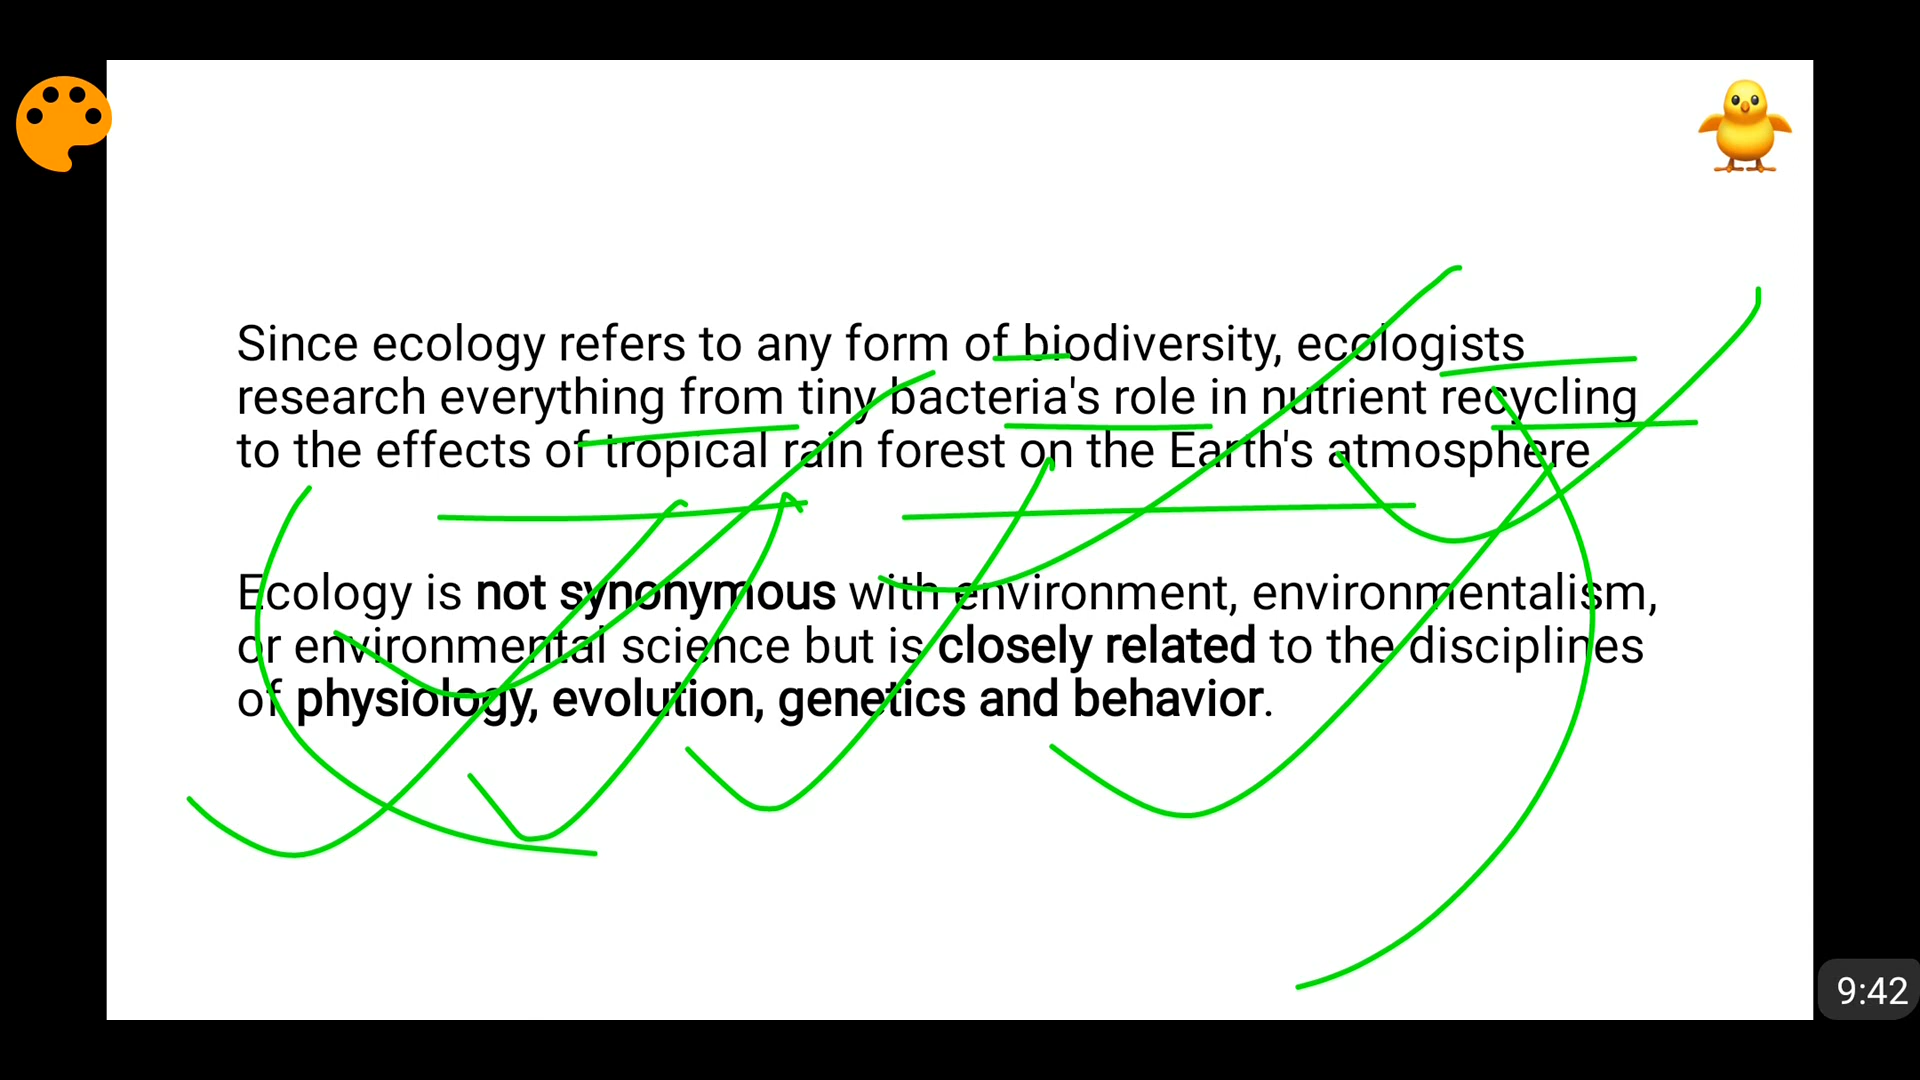 Since ecology refers to any form of biodiversity, ecologists
research everything from tiny bacteria's role in nutrient recycling
to the effects of tropical rain forest on the Earth's atmosphere.
Ecology is not synonymous with environment, environmentalism,
or environmental science but is closely related to the disciplines
of physiology, evolution, genetics and behavior.
9:42